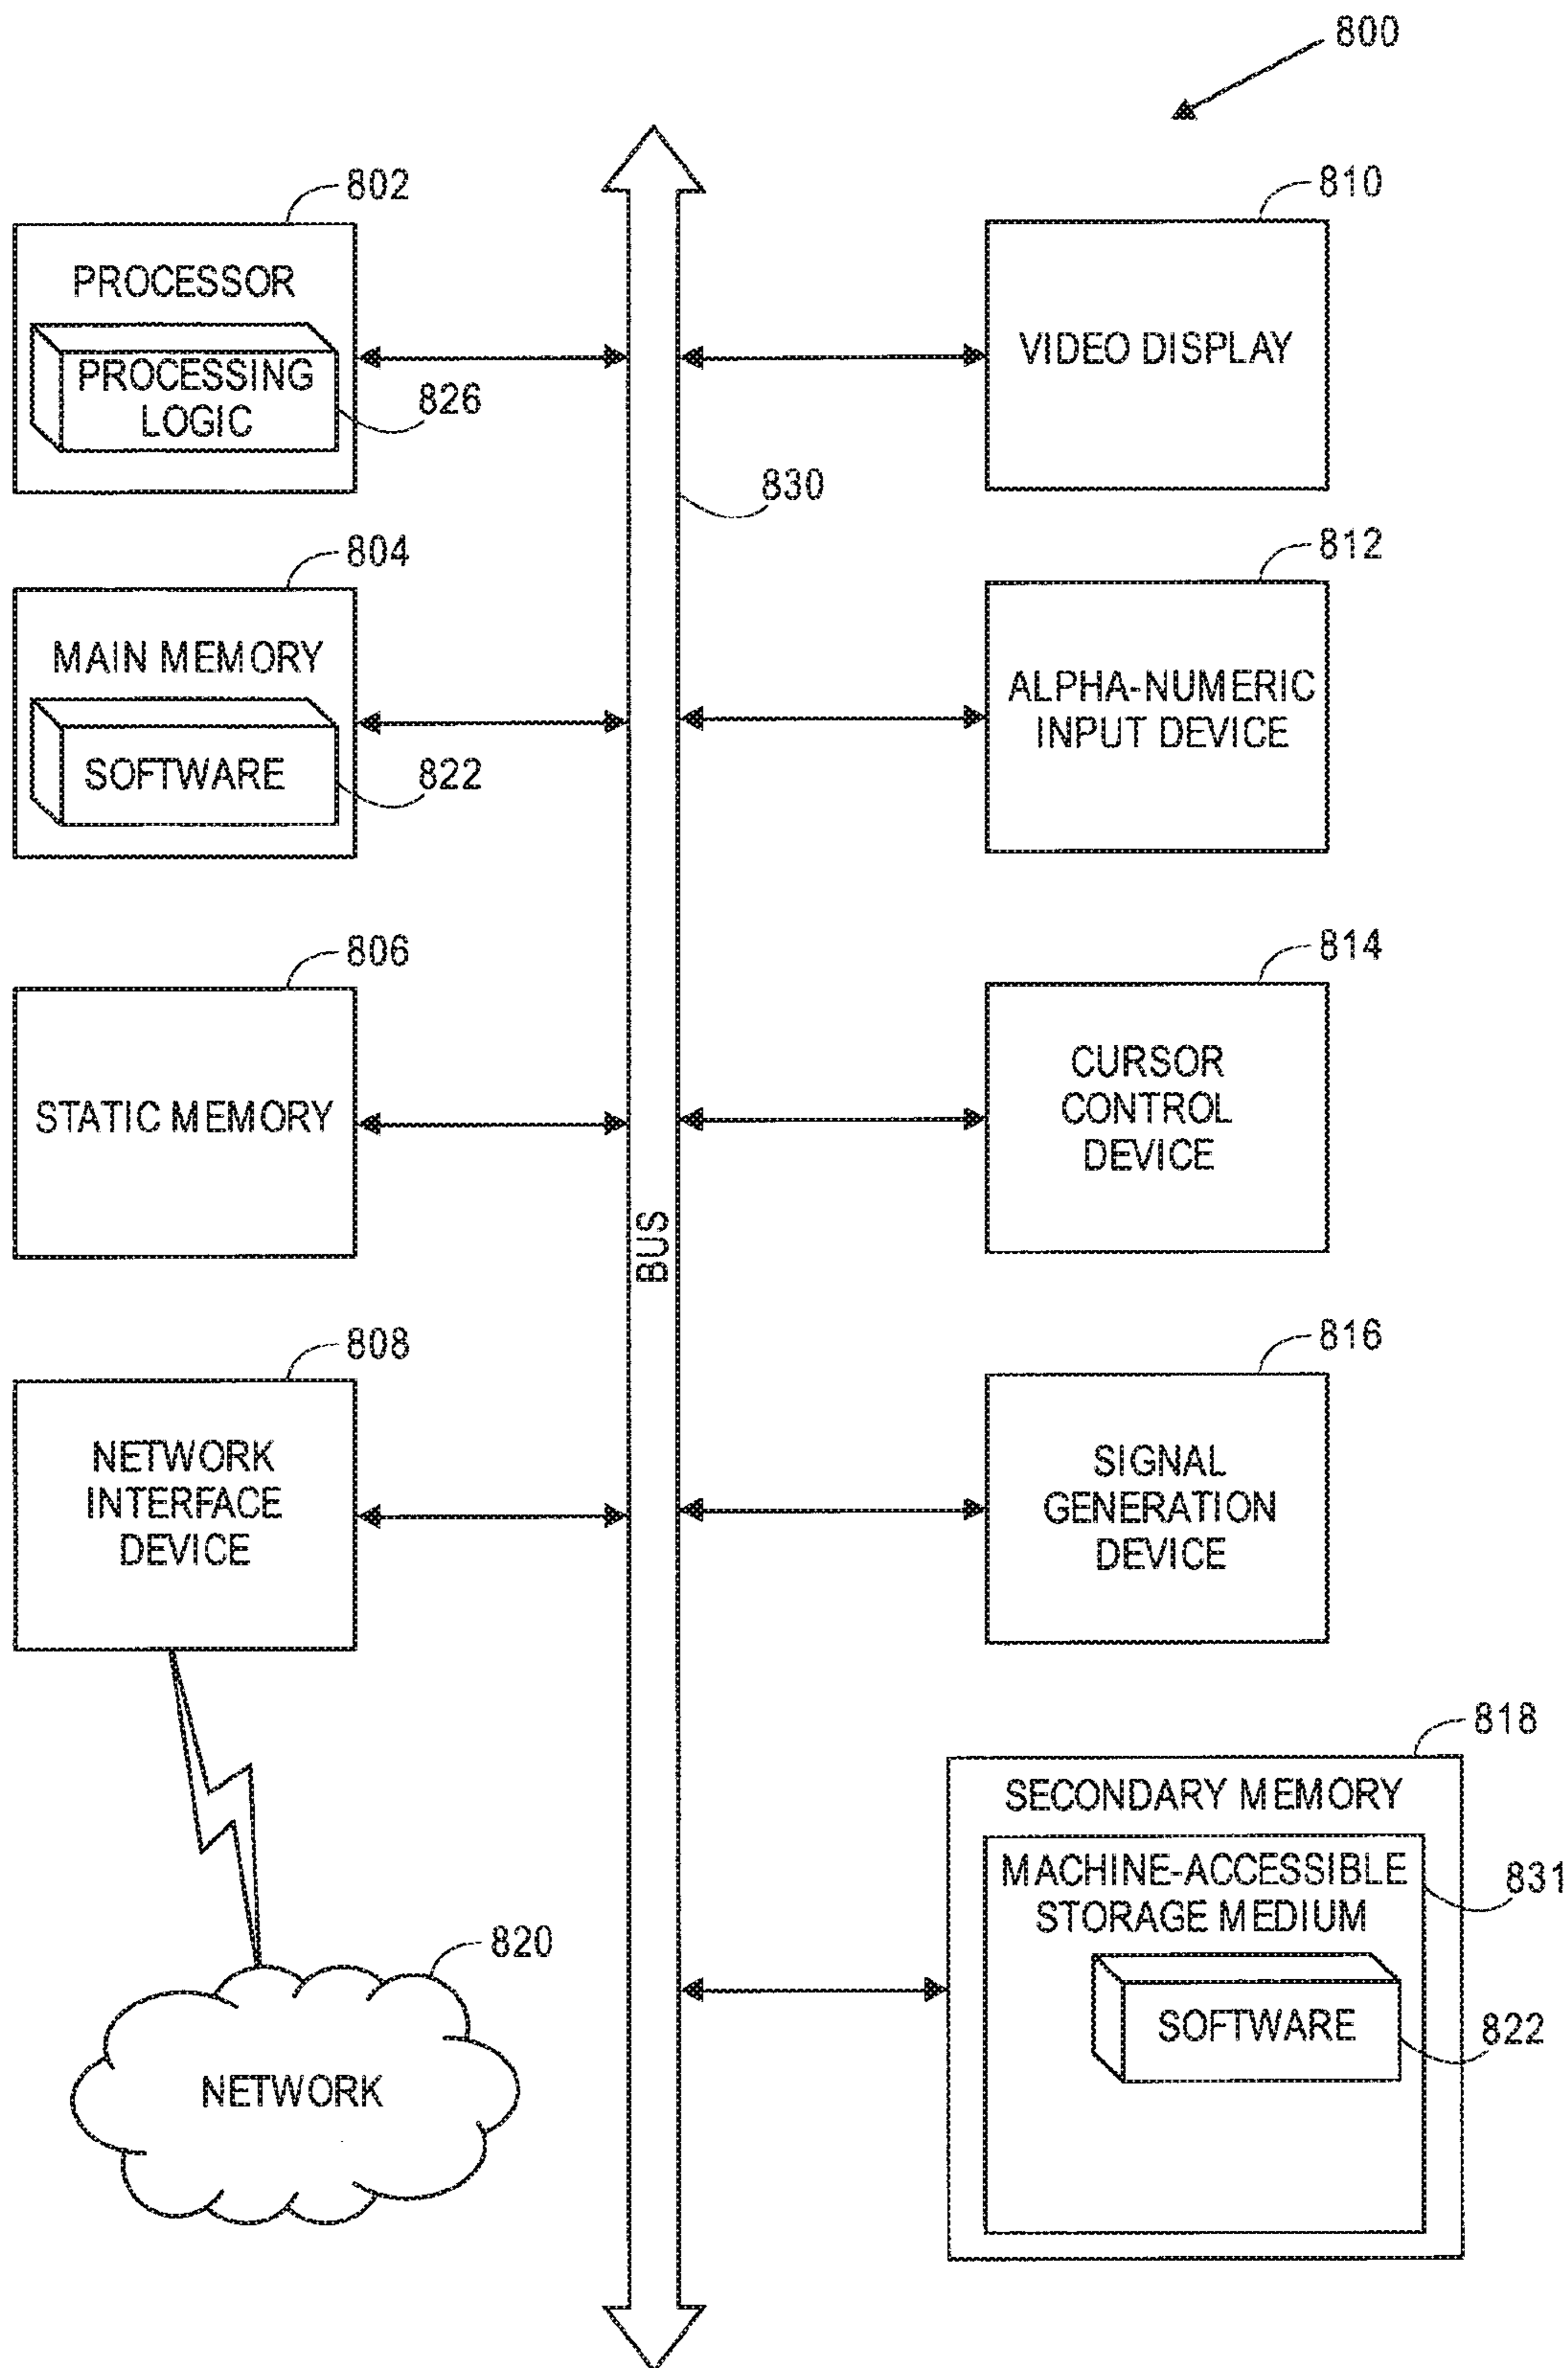 800
802
PROCESSOR
PROCESSING
LOGIC
826
804
MAIN MEMORY
SOFTWARE
822
806
STATIC MEMORY
808
NETWORK
INTERFACE
DEVICE
820
NETWORK
830
BUS
810
VIDEO DISPLAY
812
ALPHA-NUMERIC
INPUT DEVICE
814
CURSOR
CONTROL
DEVICE
816
SIGNAL
GENERATION
DEVICE
818
SECONDARY MEMORY
MACHINE-ACCESSIBLE
STORAGE MEDIUM
831
SOFTWARE
822